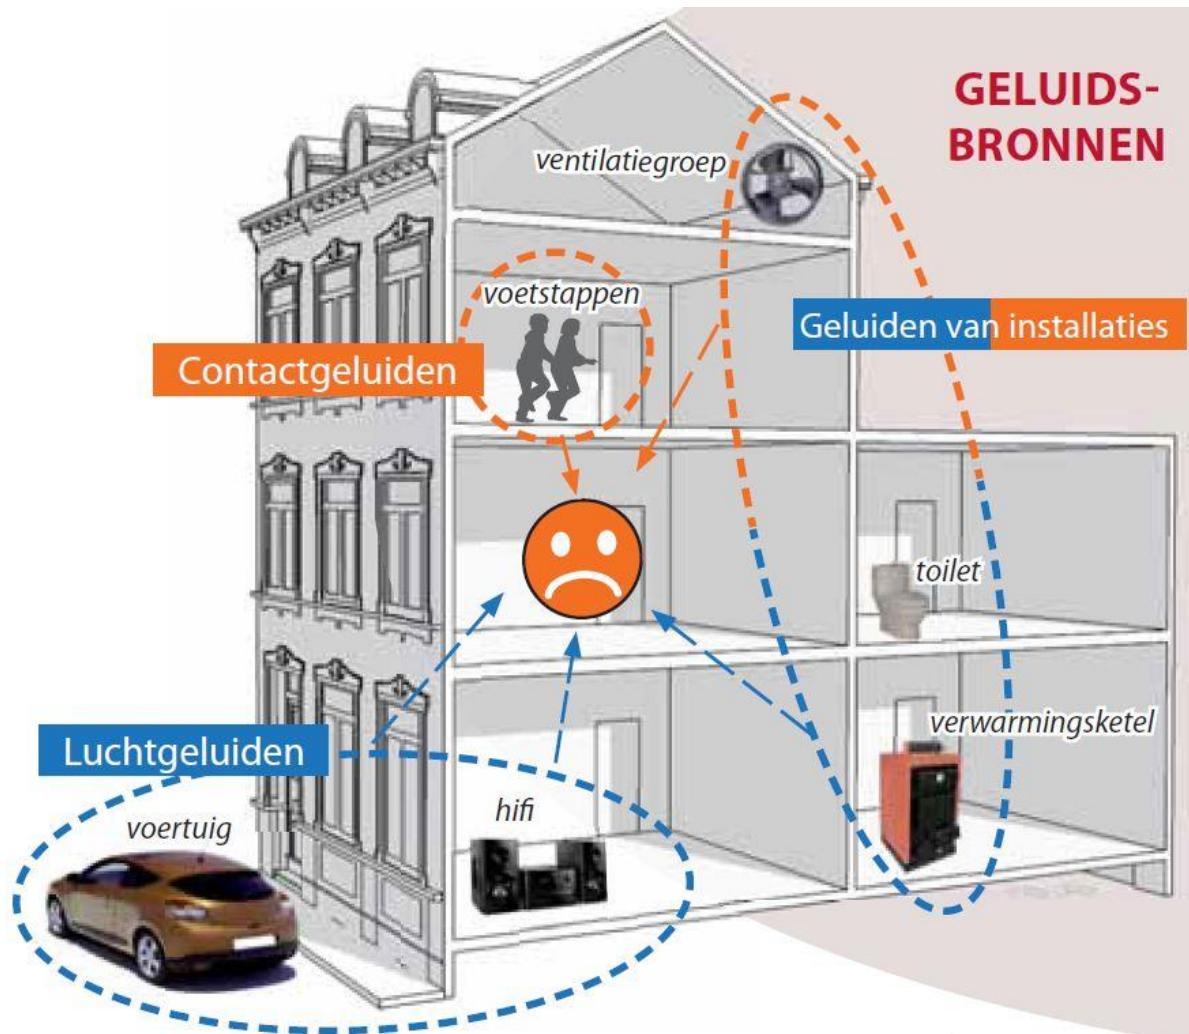 GELUIDS-
BRONNEN
ventilatiegroep
voetstappen
Geluiden van installaties
Contactgeluiden
toilet
verwarmingsketel
Luchtgeluiden
hifi
voertuig